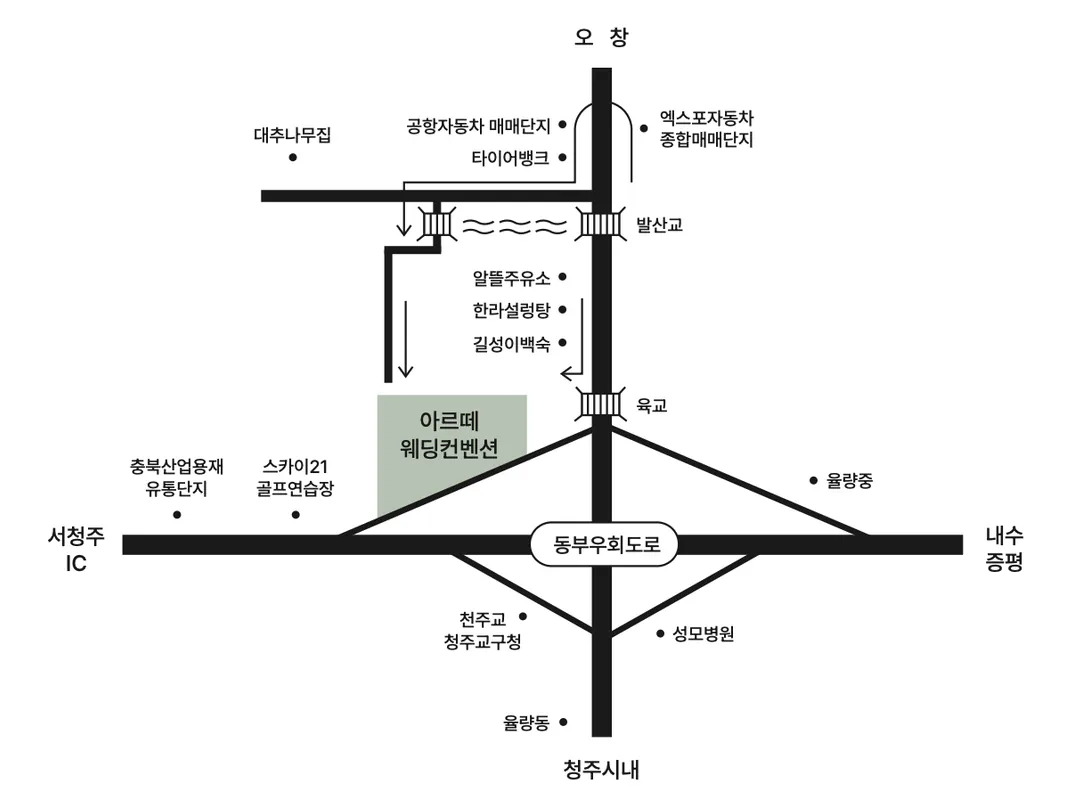 오 창
공항자동차 매매단지
엑스포자동차
종합매매단지
대추나무집
타이어뱅크
발산교
알뜰주유소
한라설렁탕
길성이백숙
육교
아르떼
웨딩컨벤션
충북산업용재
유통단지
스카이21
골프연습장
율량중
서청주
IC
동부우회도로
내수
증평
천주교
청주교구청
성모병원
율량동
청주시내